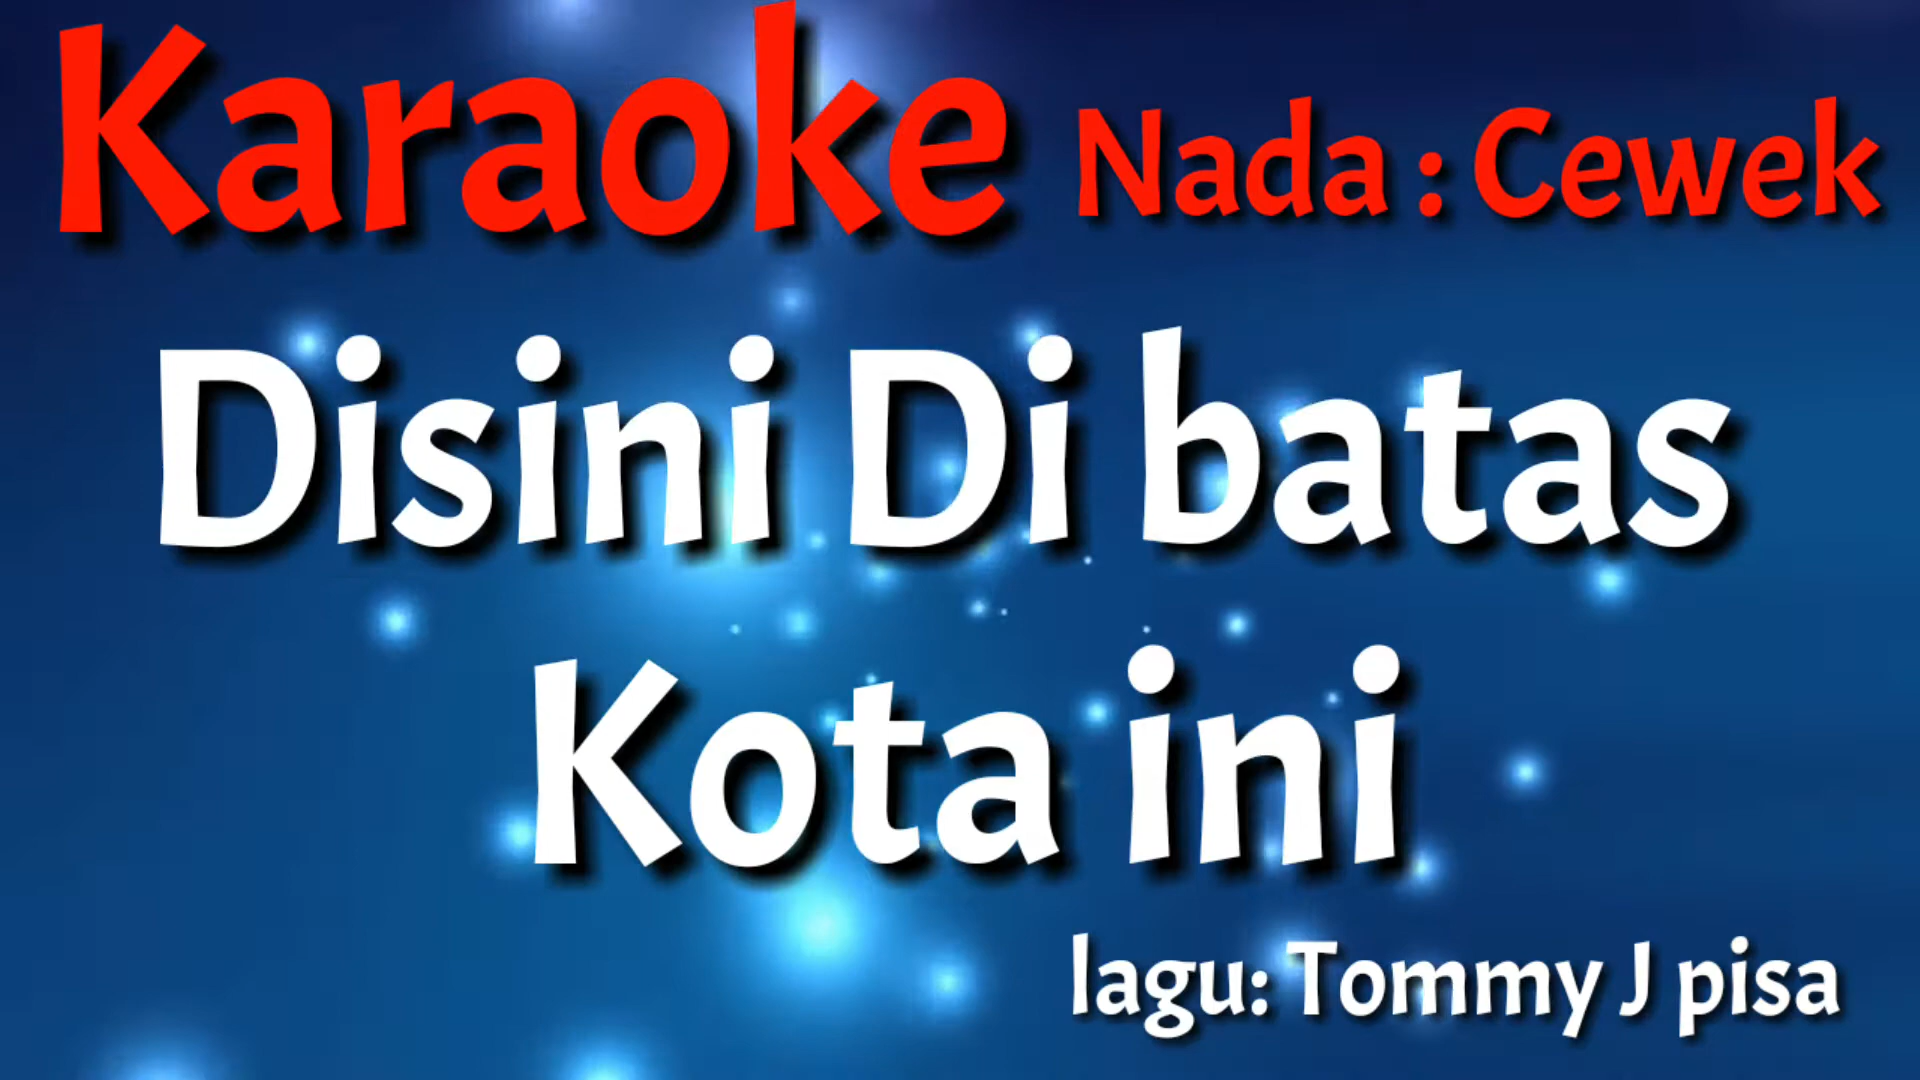 Karaoke Nada : Cewek
Disini Di batas
Kota ini
lagu: Tommy J pisa